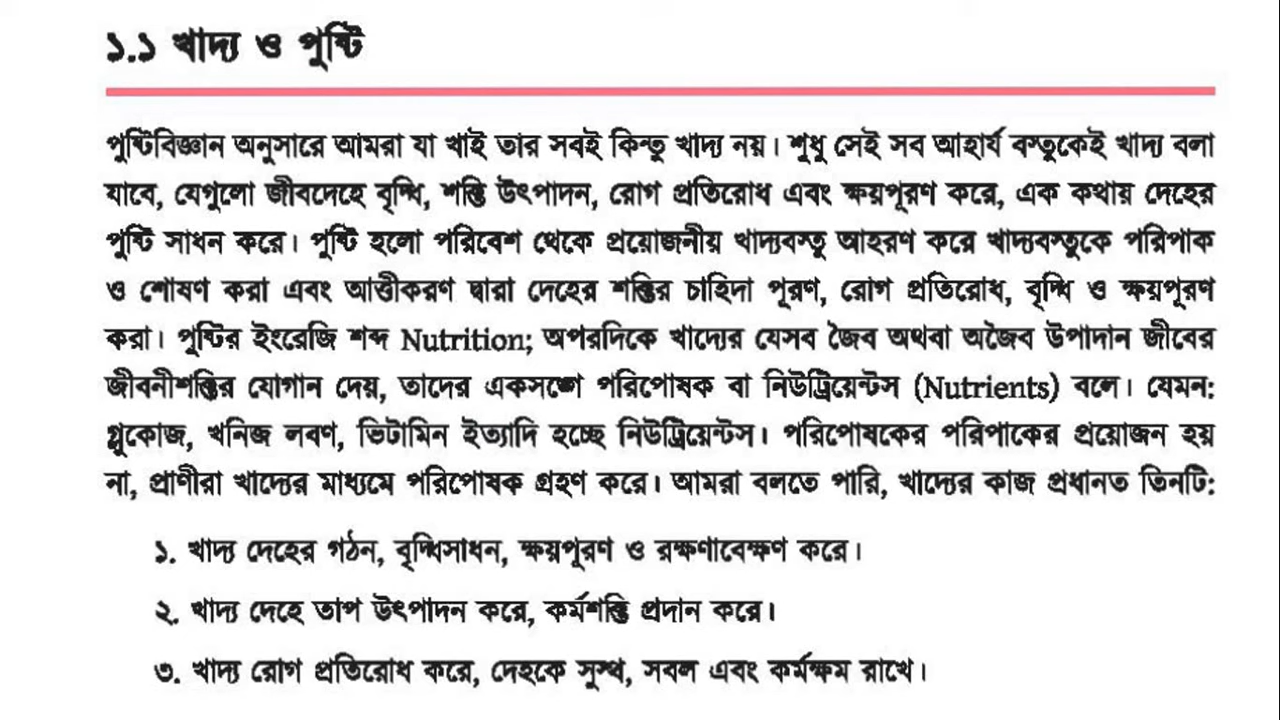 ১.১ খাদ্য ও পুষ্টি
পুষ্টিবিজ্ঞান অনুসারে আমরা যা খাই তার সবই কিন্তু খাদ্য নয়। শুধু সেই সব আহার্য বস্তুকেই খাদ্য বলা
যাবে, যেগুলো জীবদেহে বৃদ্ধি, শক্তি উৎপাদন, রোগ প্রতিরোধ এবং ক্ষয়পূরণ করে, এক কথায় দেহের
পুষ্টি সাধন করে। পুষ্টি হলো পরিবেশ থেকে প্রয়োজনীয় খাদ্যবস্তু আহরণ করে খাদ্যবস্তুকে পরিপাক
ও শোষণ করা এবং আত্তীকরণ দ্বারা দেহের শক্তির চাহিদা পূরণ, রোগ প্রতিরোধ, বৃদ্ধি ও ক্ষয়পূরণ
করা। পুষ্টির ইংরেজি শব্দ Nutrition; অপরদিকে খাদ্যের যেসব জৈব অথবা অজৈব উপাদান জীবের
জীবনীশক্তির যোগান দেয়, তাদের একসঙ্গে পরিপোষক বা নিউট্রিয়েন্টস (Nutrients) বলে। যেমন:
গ্লুকোজ, খনিজ লবণ, ভিটামিন ইত্যাদি হচ্ছে নিউট্রিয়েন্টস। পরিপোষকের পরিপাকের প্রয়োজন হয়
না, প্রাণীরা খাদ্যের মাধ্যমে পরিপোষক গ্রহণ করে। আমরা বলতে পারি, খাদ্যের কাজ প্রধানত তিনটি:
১. খাদ্য দেহের গঠন, বৃদ্ধিসাধন, ক্ষয়পূরণ ও রক্ষণাবেক্ষণ করে।
২. খাদ্য দেহে তাপ উৎপাদন করে, কর্মশক্তি প্রদান করে।
৩. খাদ্য রোগ প্রতিরোধ করে, দেহকে সুস্থ, সবল এবং কর্মক্ষম রাখে।